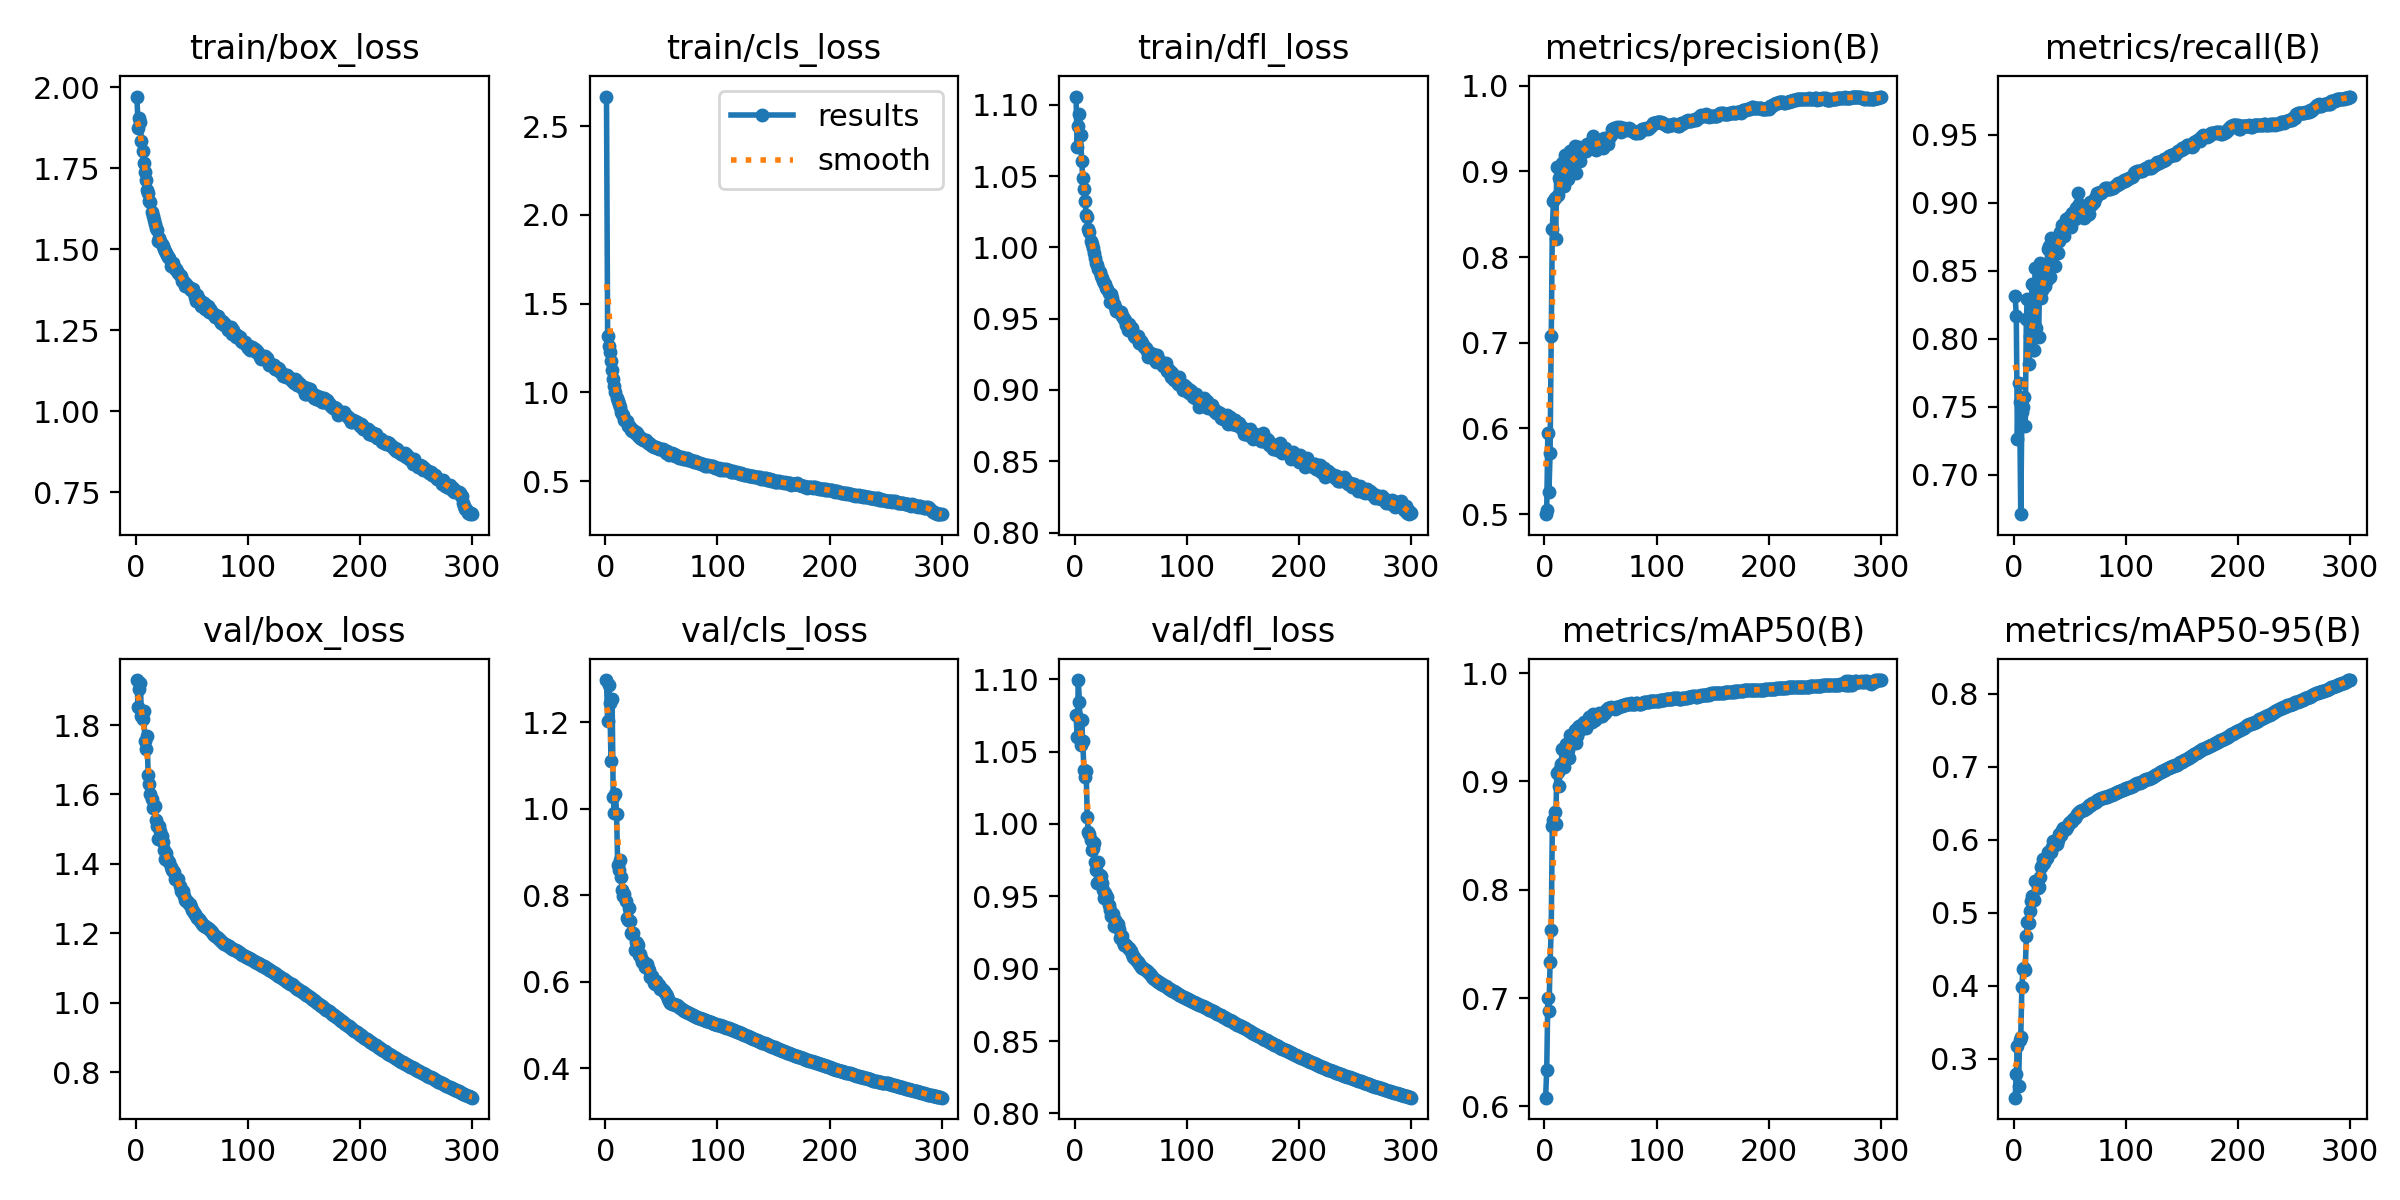 train/box_loss
2.00
1.75
1.50
1.25
1.00
0.75
0 100 200 300
train/cls_loss
results
smooth
2.5
2.0
1.5
1.0
0.5
0 100 200 300
train/dfl_loss
1.10
1.05
1.00
0.95
0.90
0.85
0.80
0 100 200 300
metrics/precision(B)
1.0
0.9
0.8
0.7
0.6
0.5
0 100 200 300
metrics/recall(B)
0.95
0.90
0.85
0.80
0.75
0.70
0 100 200 300
val/box_loss
1.8
1.6
1.4
1.2
1.0
0.8
0 100 200 300
val/cls_loss
1.2
1.0
0.8
0.6
0.4
0 100 200 300
val/dfl_loss
1.10
1.05
1.00
0.95
0.90
0.85
0.80
0 100 200 300
metrics/mAP50(B)
1.0
0.9
0.8
0.7
0.6
0 100 200 300
metrics/mAP50-95(B)
0.8
0.7
0.6
0.5
0.4
0.3
0 100 200 300